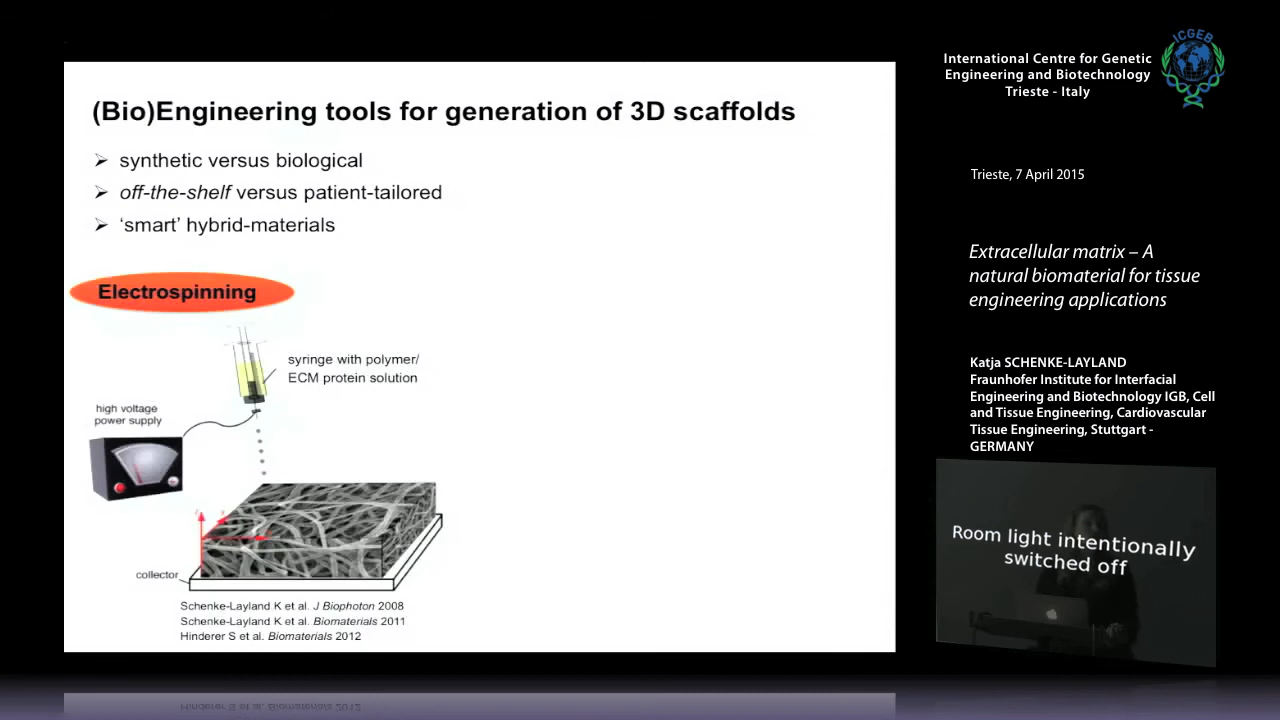 (Bio)Engineering tools for generation of 3D scaffolds
synthetic versus biological
off-the-shelf versus patient-tailored
‘smart’ hybrid-materials
Electrospinning
syringe with polymer/
ECM protein solution
high voltage
power supply
collector
Schenke-Layland K et al. J Biophoton 2008
Schenke-Layland K et al. Biomaterials 2011
Hinderer S et al. Biomaterials 2012
International Centre for Genetic
Engineering and Biotechnology
Trieste - Italy
ICGEB
Trieste, 7 April 2015
Extracellular matrix – A
natural biomaterial for tissue
engineering applications
Katja SCHENKE-LAYLAND
Fraunhofer Institute for Interfacial
Engineering and Biotechnology IGB, Cell
and Tissue Engineering, Cardiovascular
Tissue Engineering, Stuttgart -
GERMANY
Room light intentionally
switched off